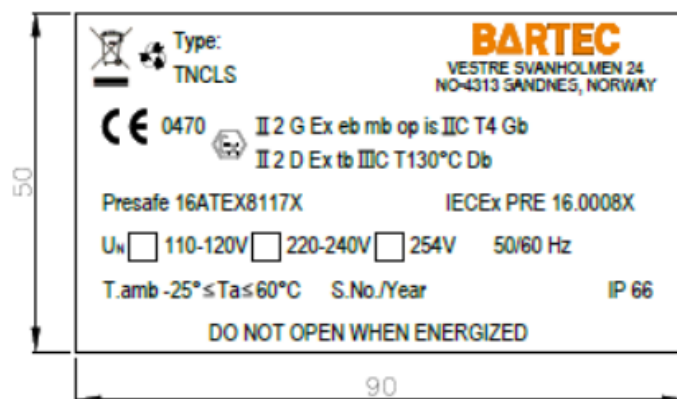 Type:
TNCLS
BARTEC
VESTRE SVANHOLMEN 24
NO-4313 SANDNES, NORWAY
CE 0470 Ex II 2 G Ex eb mb op is IIC T4 Gb
II 2 D Ex tb IIIC T130°C Db
Presafe 16ATEX8117X IECEx PRE 16.0008X
UN 110-120V 220-240V 254V 50/60 Hz
T.amb -25°≤Ta≤60°C S.No./Year IP 66
DO NOT OPEN WHEN ENERGIZED
50
90